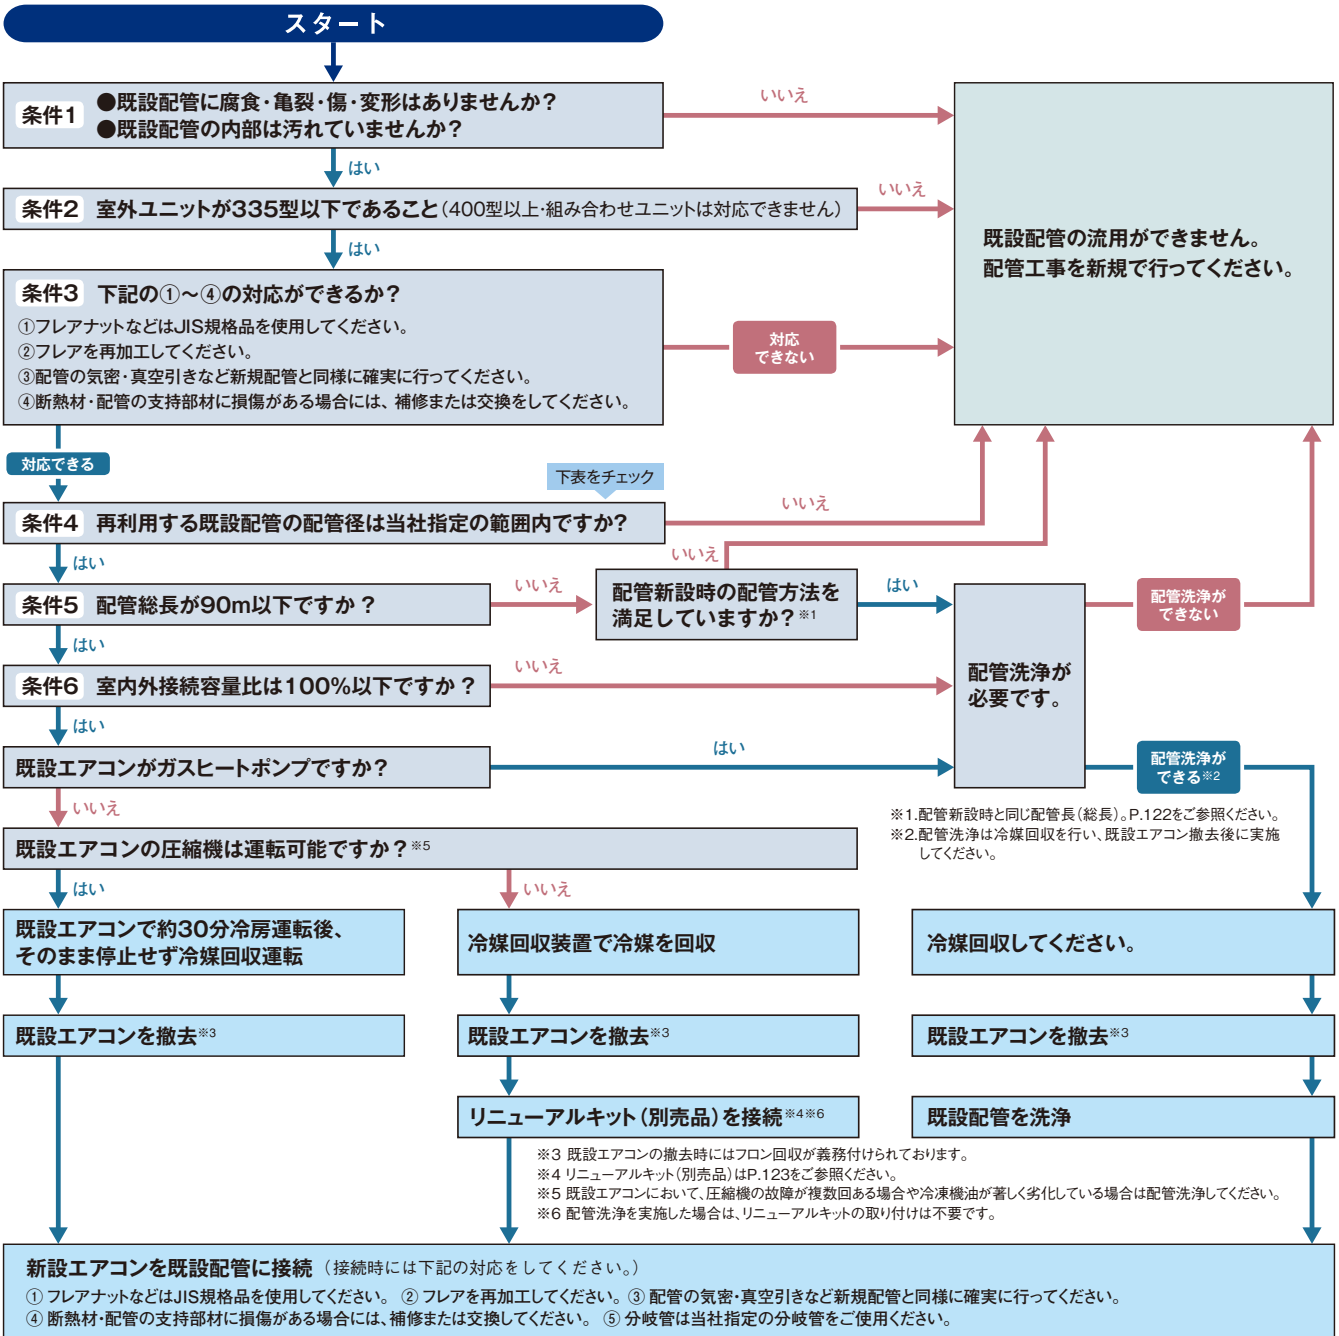 スタート
条件1 ●既設配管に腐食・亀裂・傷・変形はありませんか?
●既設配管の内部は汚れていませんか?
いいえ
はい
条件2 室外ユニットが335型以下であること(400型以上・組み合わせユニットは対応できません)
いいえ
はい
既設配管の流用ができません。
配管工事を新規で行ってください。
条件3 下記の①〜④の対応ができるか?
①フレアナットなどはJIS規格品を使用してください。
②フレアを再加工してください。
③配管の気密・真空引きなど新規配管と同様に確実に行ってください。
④断熱材・配管の支持部材に損傷がある場合には、補修または交換をしてください。
対応
できない
対応できる
下表をチェック
条件4 再利用する既設配管の配管径は当社指定の範囲内ですか?
いいえ
はい
条件5 配管総長が90m以下ですか?
いいえ
いいえ
配管新設時の配管方法を
満足していますか?※1
はい
配管洗浄が
必要です。
配管洗浄が
できない
はい
条件6 室内外接続容量比は100%以下ですか?
いいえ
はい
既設エアコンがガスヒートポンプですか?
はい
配管洗浄が
できる※2
いいえ
※1.配管新設時と同じ配管長(総長)。P.122をご参照ください。
※2.配管洗浄は冷媒回収を行い、既設エアコン撤去後に実施
してください。
既設エアコンの圧縮機は運転可能ですか?※5
はい
いいえ
既設エアコンで約30分冷房運転後、
そのまま停止せず冷媒回収運転
冷媒回収装置で冷媒を回収
冷媒回収してください。
既設エアコンを撤去※3
既設エアコンを撤去※3
既設エアコンを撤去※3
リニューアルキット(別売品)を接続※4※6
既設配管を洗浄
※3 既設エアコンの撤去時にはフロン回収が義務付けられております。
※4 リニューアルキット(別売品)はP.123をご参照ください。
※5 既設エアコンにおいて、圧縮機の故障が複数回ある場合や冷凍機油が著しく劣化している場合は配管洗浄してください。
※6 配管洗浄を実施した場合は、リニューアルキットの取り付けは不要です。
新設エアコンを既設配管に接続(接続時には下記の対応をしてください。)
① フレアナットなどはJIS規格品を使用してください。 ② フレアを再加工してください。 ③ 配管の気密・真空引きなど新規配管と同様に確実に行ってください。
④ 断熱材・配管の支持部材に損傷がある場合には、補修または交換してください。 ⑤ 分岐管は当社指定の分岐管をご使用ください。